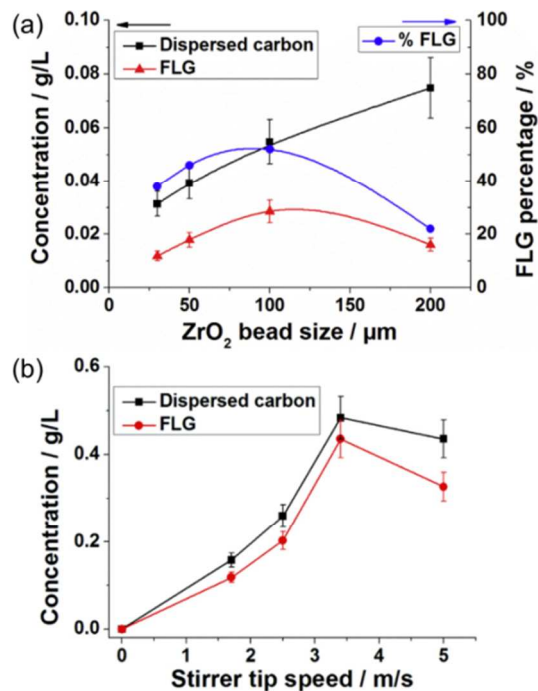 (a)
0.10
0.08
0.06
0.04
0.02
0.00
Concentration / g/L
Dispersed carbon
FLG
% FLG
100
80
60
40
20
0
FLG percentage / %
0 50 100 150 200
ZrO₂ bead size / µm
(b)
0.6
0.4
0.2
0.0
Concentration / g/L
Dispersed carbon
FLG
0 1 2 3 4 5
Stirrer tip speed / m/s